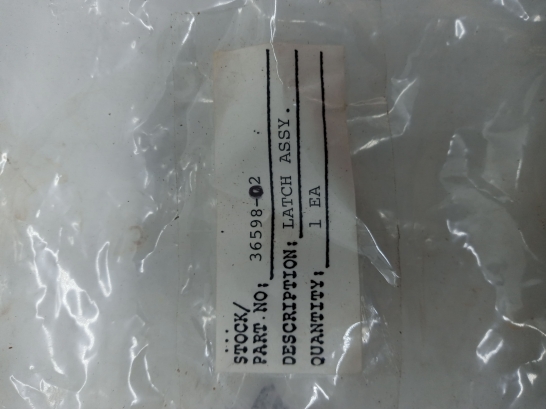 STOCK/
PART NO; 36598-02
DESCRIPTION; LATCH ASSY.
QUANTITY; 1 EA